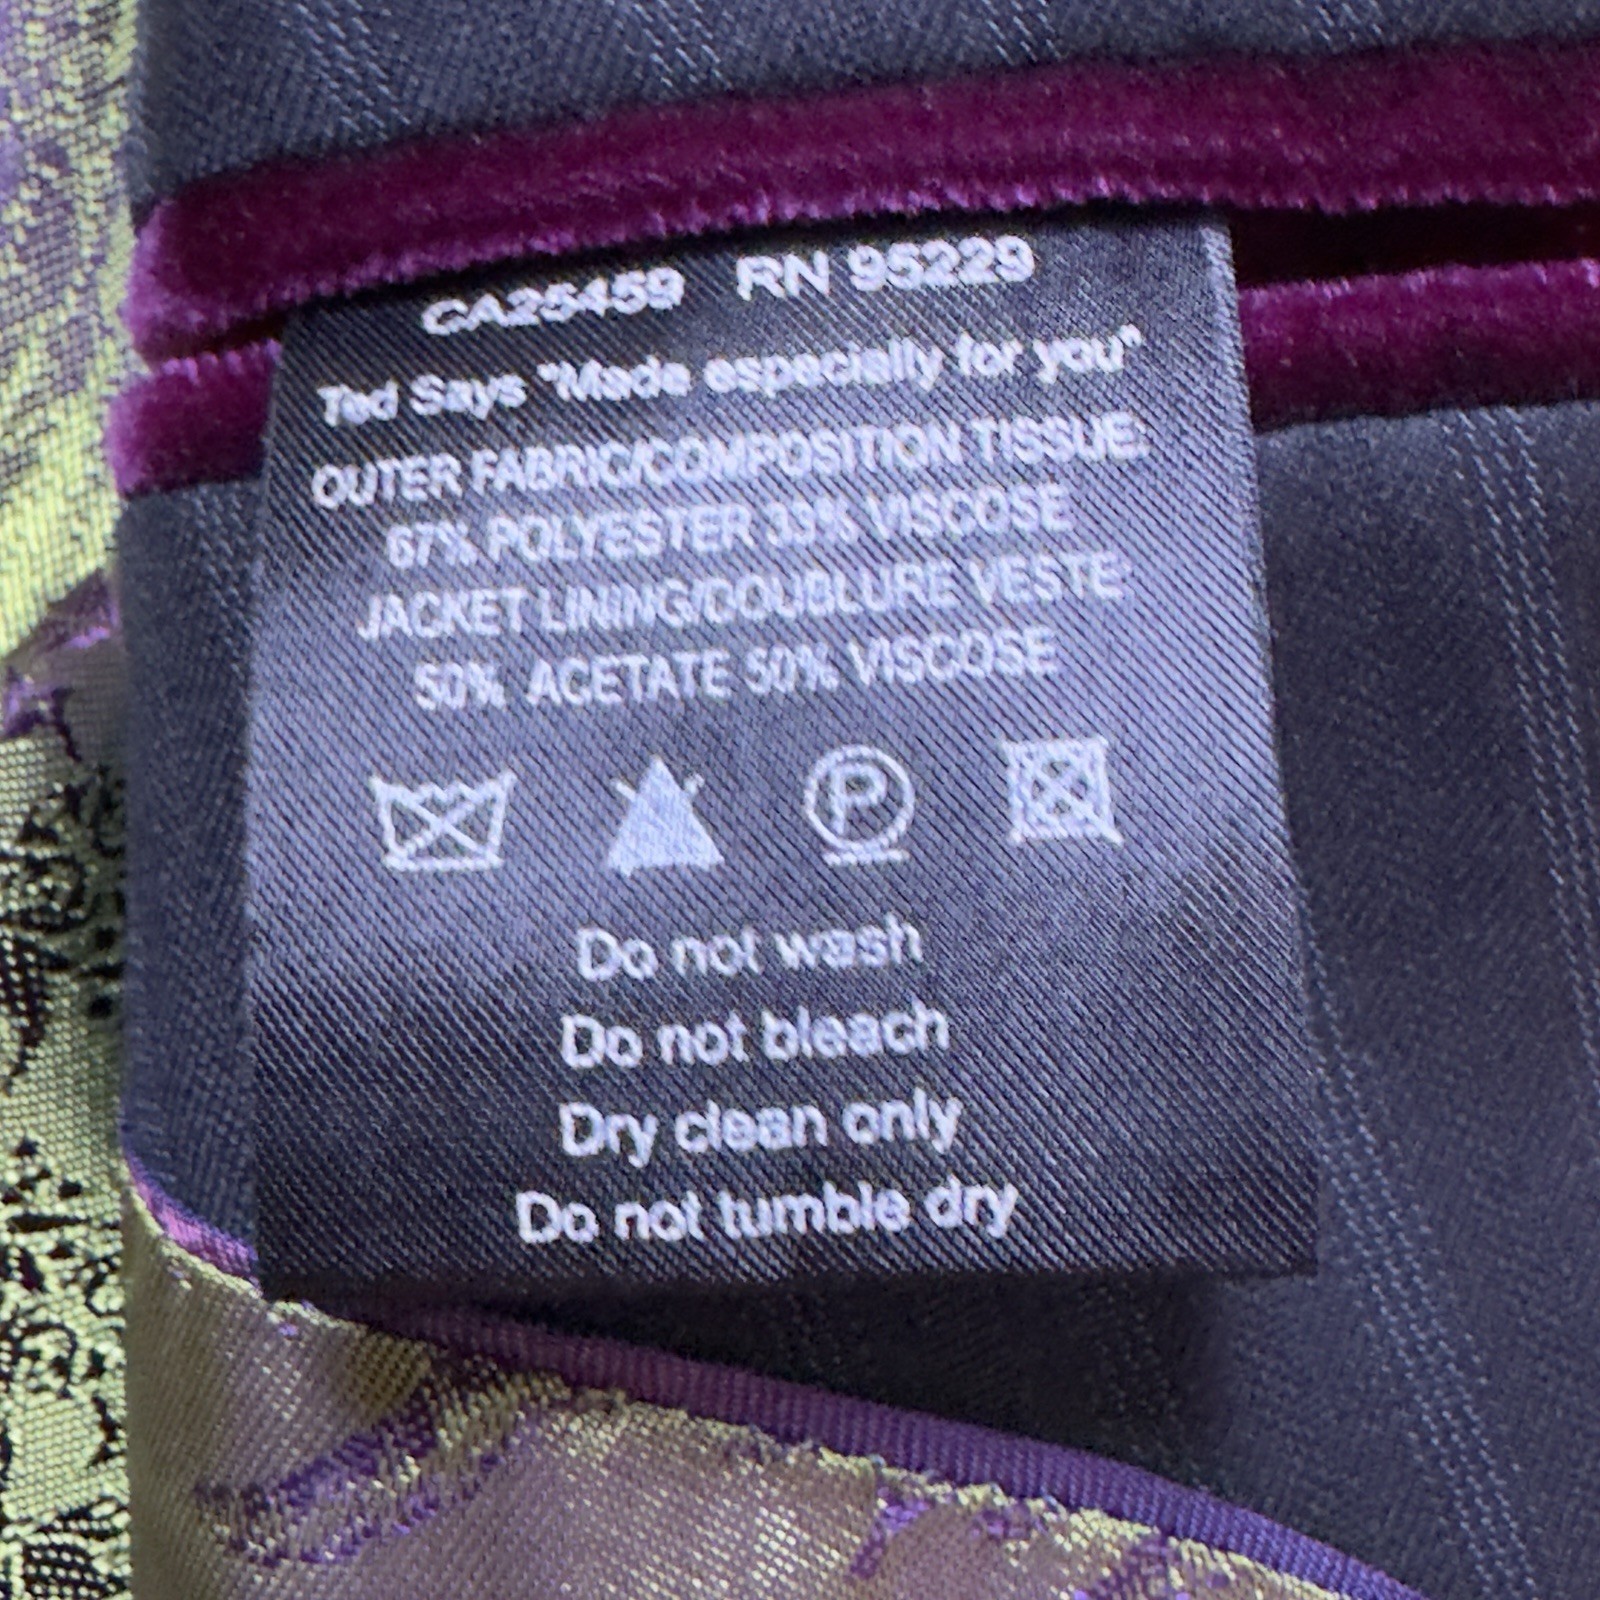 CA25459 RN 95229
Ted Says "Made especially for you"
OUTER FABRIC/COMPOSITION TISSUE:
67% POLYESTER 33% VISCOSE
JACKET LINING/DOUBLURE VESTE:
50% ACETATE 50% VISCOSE
P
Do not wash
Do not bleach
Dry clean only
Do not tumble dry